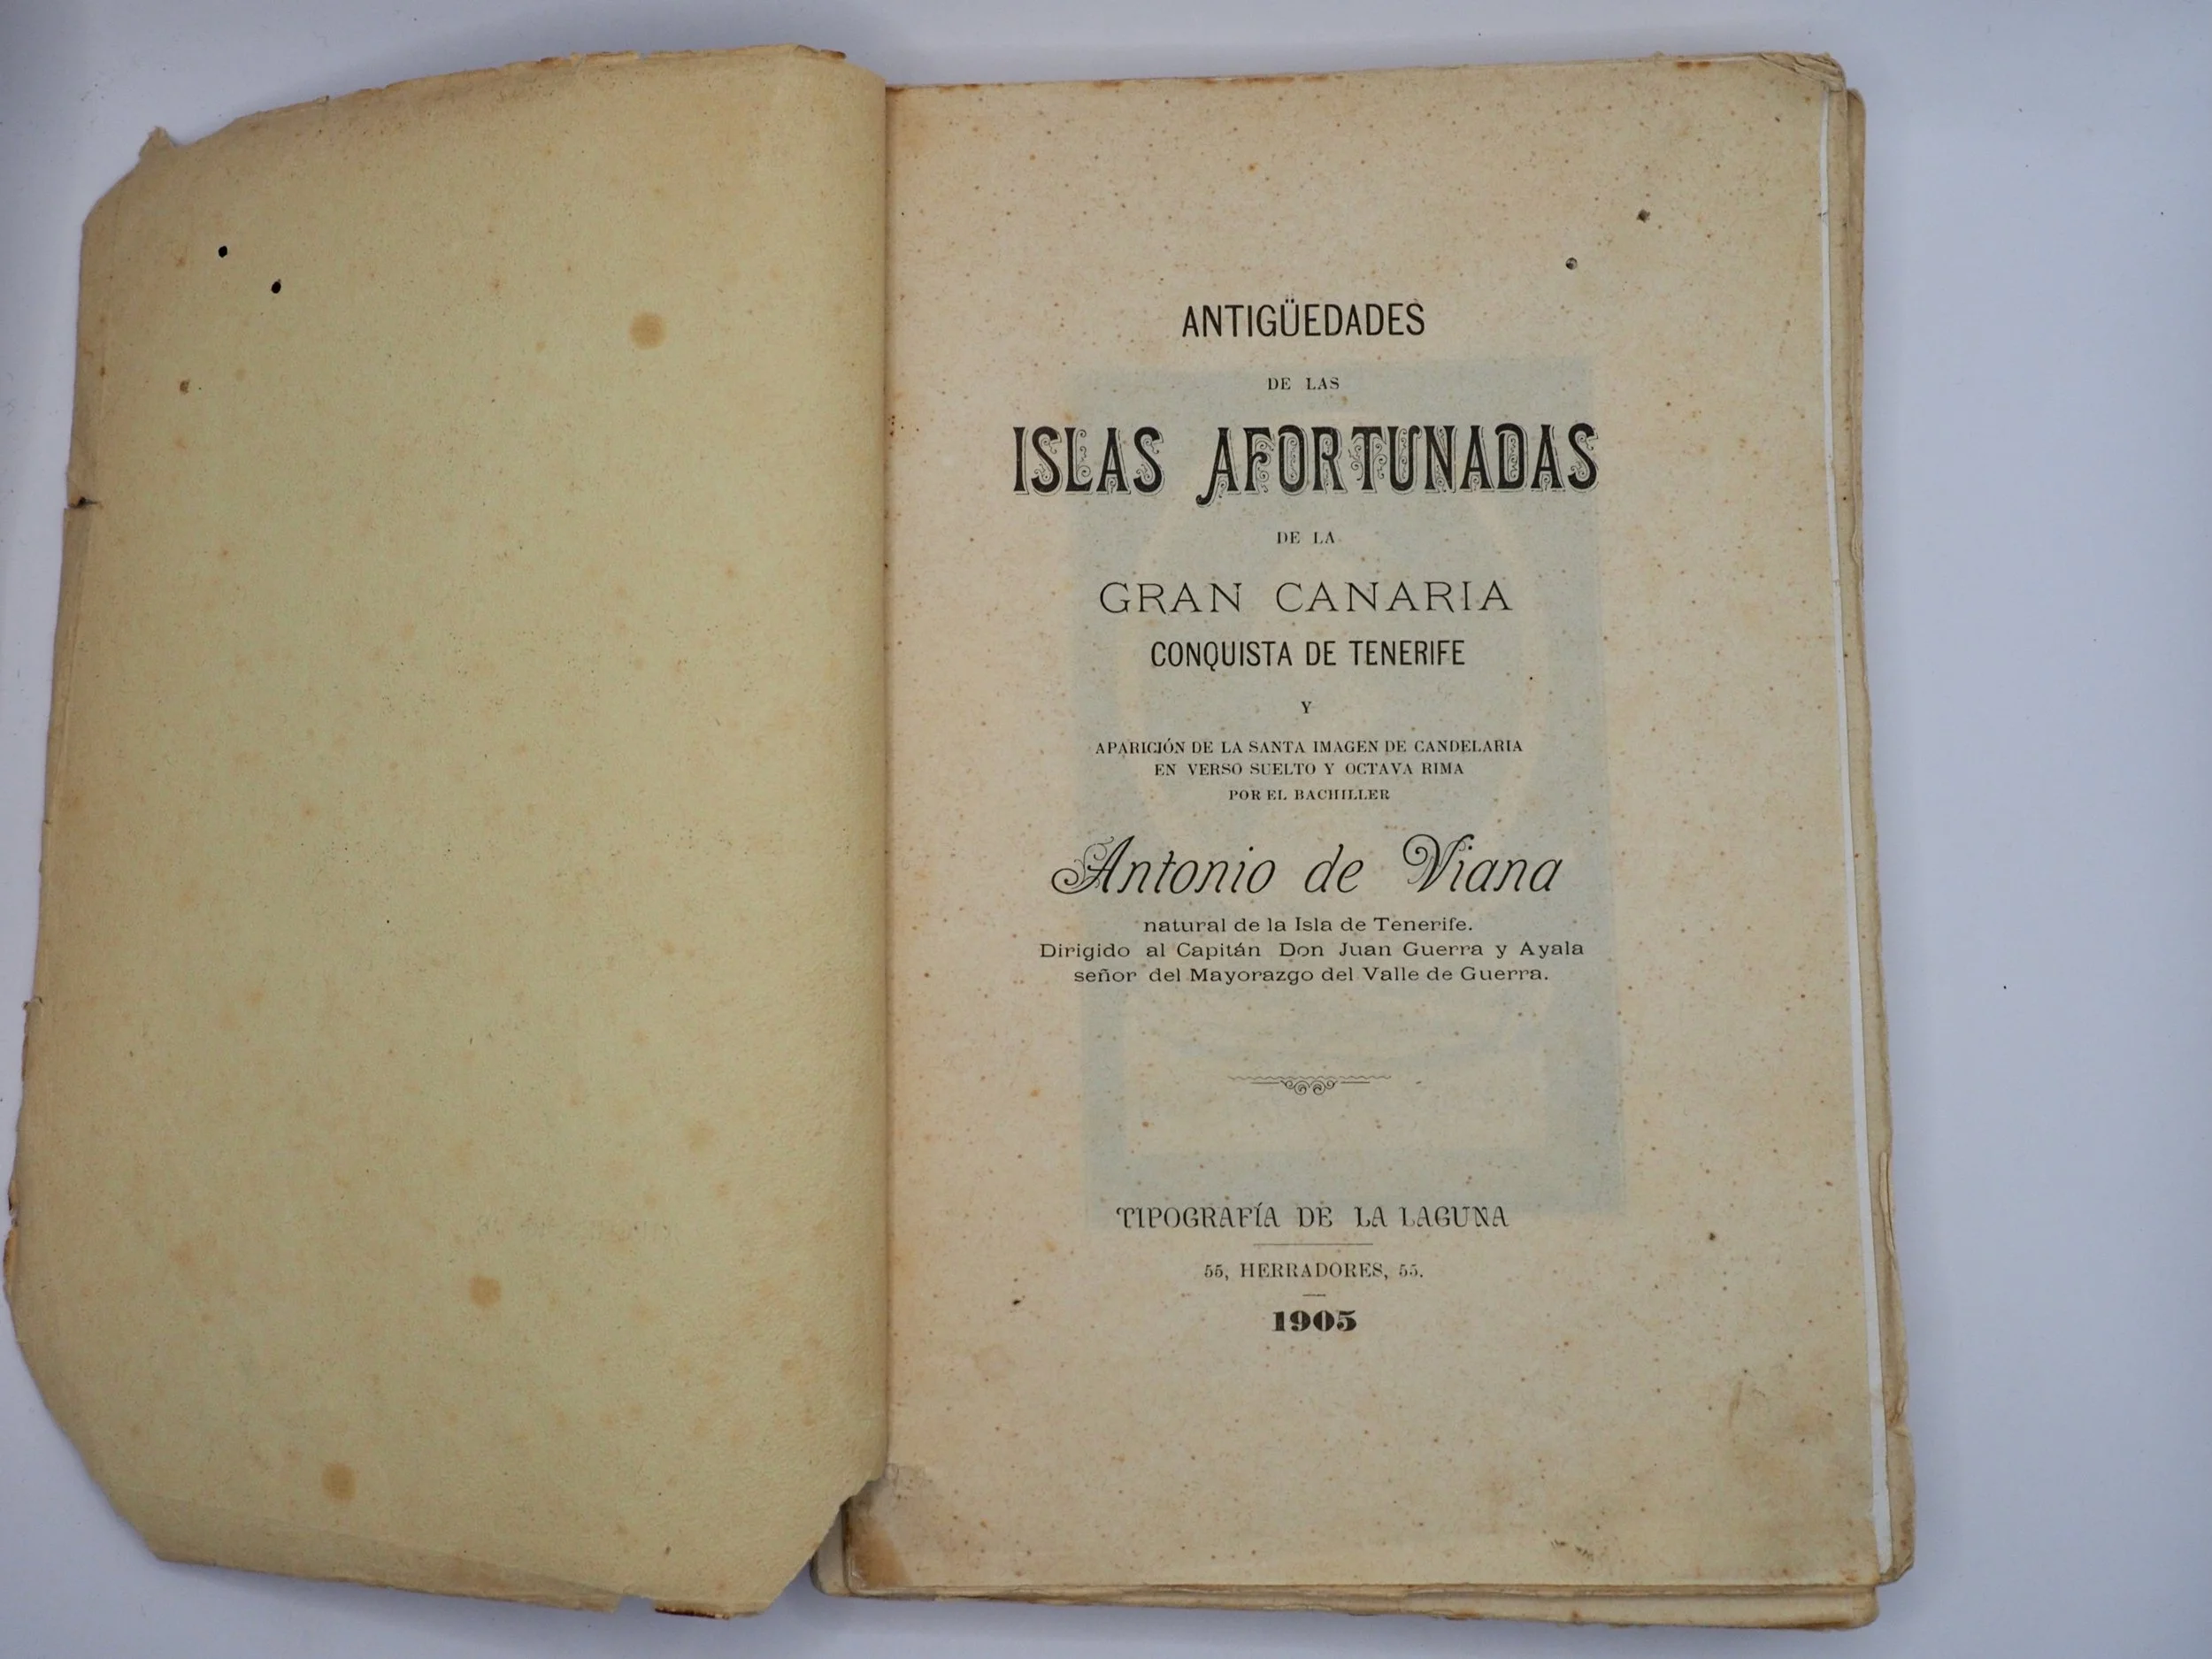 ANTIGÜEDADES
DE LAS
ISLAS AFORTUNADAS
DE LA
GRAN CANARIA
CONQUISTA DE TENERIFE
Y
APARICIÓN DE LA SANTA IMAGEN DE CANDELARIA
EN VERSO SUELTO Y OCTAVA RIMA
POR EL BACHILLER
Antonio de Viana
natural de la Isla de Tenerife.
Dirigido al Capitán Don Juan Guerra y Ayala
señor del Mayorazgo del Valle de Guerra.
TIPOGRAFÍA DE LA LAGUNA
55, HERRADORES, 55.
1905